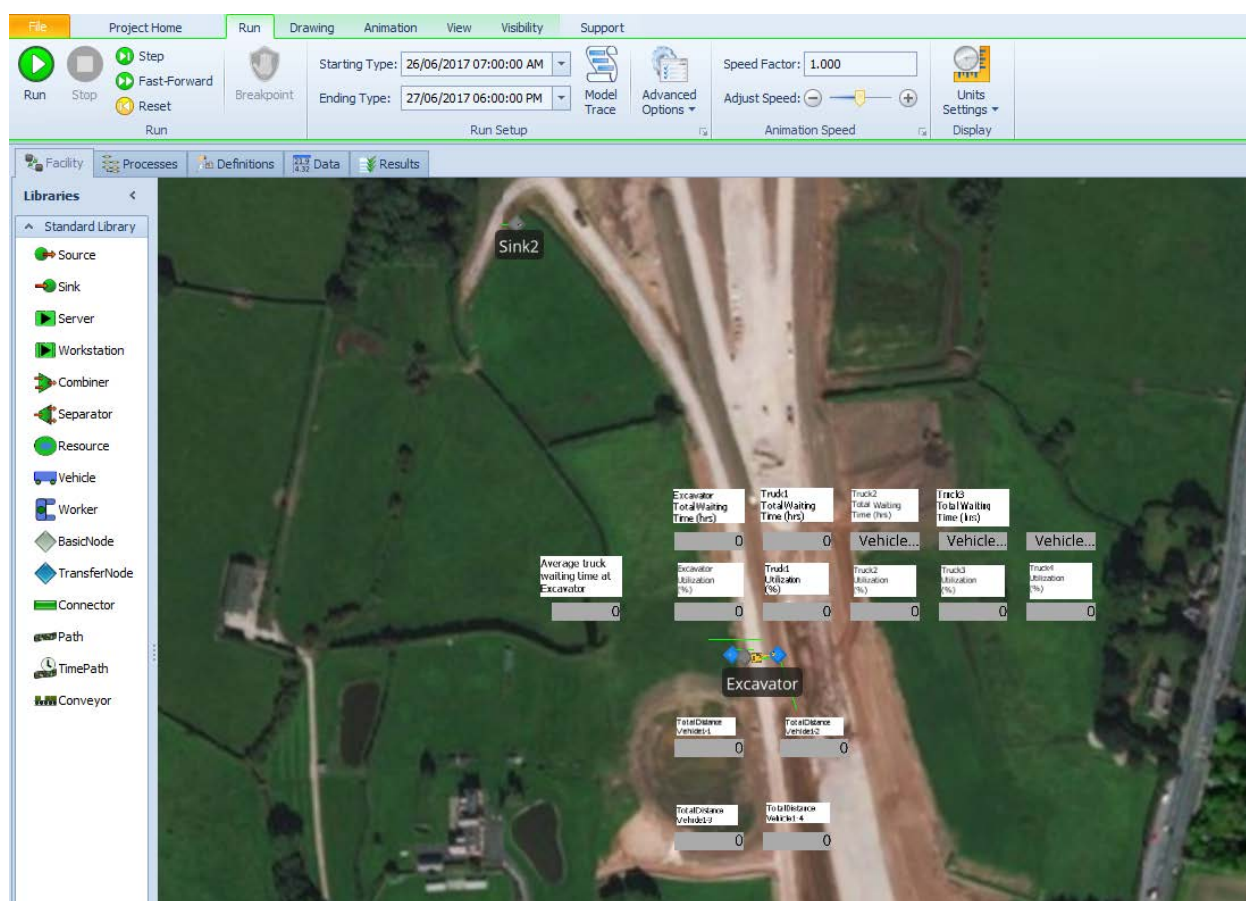 File Project Home Run Drawing Animation View Visibility Support
Run
Stop
Step
Fast-Forward
Reset
Run
Breakpoint
Starting Type: 26/06/2017 07:00:00 AM
Ending Type: 27/06/2017 06:00:00 PM
Run Setup
Model
Trace
Advanced
Options
Speed Factor: 1.000
Adjust Speed:
Animation Speed
Units
Settings
Display
Facility Processes Definitions Data Results
Libraries
Standard Library
Source
Sink
Server
Workstation
Combiner
Separator
Resource
Vehicle
Worker
BasicNode
TransferNode
Connector
Path
TimePath
Conveyor
Sink2
Excavator
Total Waiting
Time (hrs)
0
Truck1
Total Waiting
Time (hrs)
0
Truck2
Total Waiting
Time (hrs)
Vehicle...
Truck3
Total Waiting
Time (hrs)
Vehicle...
Vehicle...
Average truck
waiting time at
Excavator
0
Excavator
Utilization
(%)
0
Truck1
Utilization
(%)
0
Truck2
Utilization
(%)
0
Truck3
Utilization
(%)
0
Truck4
Utilization
(%)
0
Excavator
TotalDistance
Vehicle1-1
0
TotalDistance
Vehicle1-2
0
TotalDistance
Vehicle1-3
0
TotalDistance
Vehicle1-4
0